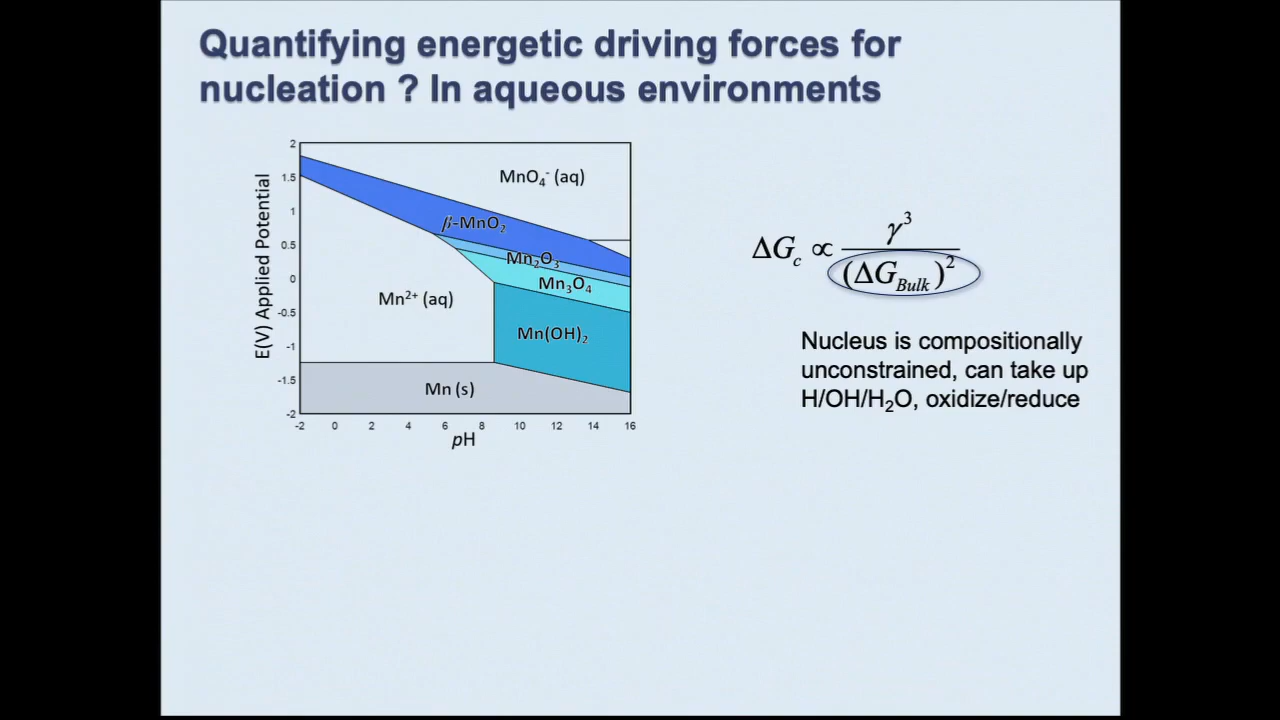 Quantifying energetic driving forces for
nucleation ? In aqueous environments
E(V) Applied Potential
2
1.5
1
0.5
0
-0.5
-1
-1.5
-2
MnO₄⁻ (aq)
β-MnO₂
Mn₂O₃
Mn₃O₄
Mn²⁺ (aq)
Mn(OH)₂
Mn (s)
-2 0 2 4 6 8 10 12 14 16
pH
ΔG_c ∝ γ³ / (ΔG_Bulk)²
Nucleus is compositionally
unconstrained, can take up
H/OH/H₂O, oxidize/reduce